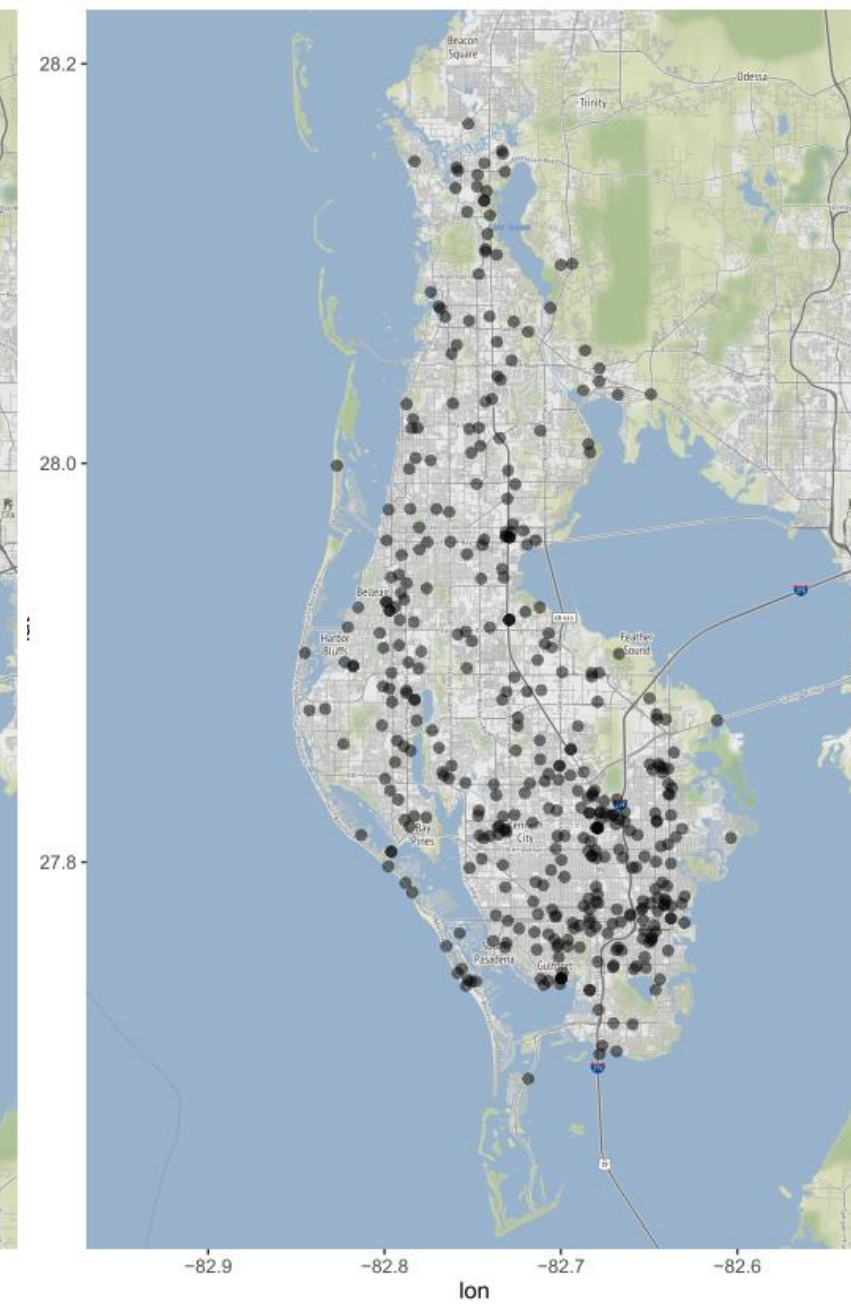 Beacon
Square
28.2
Odessa
Trinity
28.0
Belleair
Harbor
Bluffs
Feather
Sound
Bay
Pines
City
27.8
Pasadena
Gulfport
−82.9
−82.8
−82.7
−82.6
lon